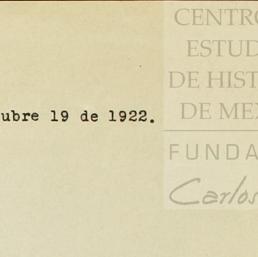 CENTRO
ESTUD
DE HIST
DE MEX
ubre 19 de 1922.
FUNDA
Carlos